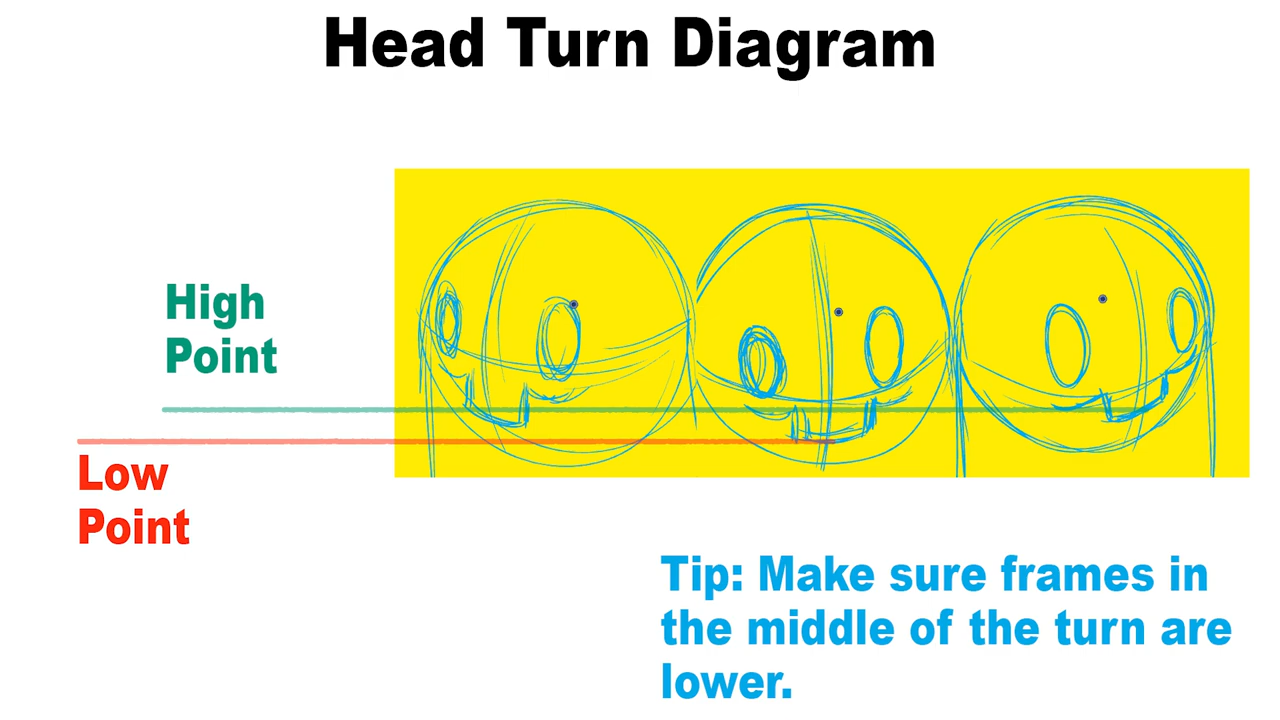 Head Turn Diagram
High
Point
Low
Point
Tip: Make sure frames in
the middle of the turn are
lower.